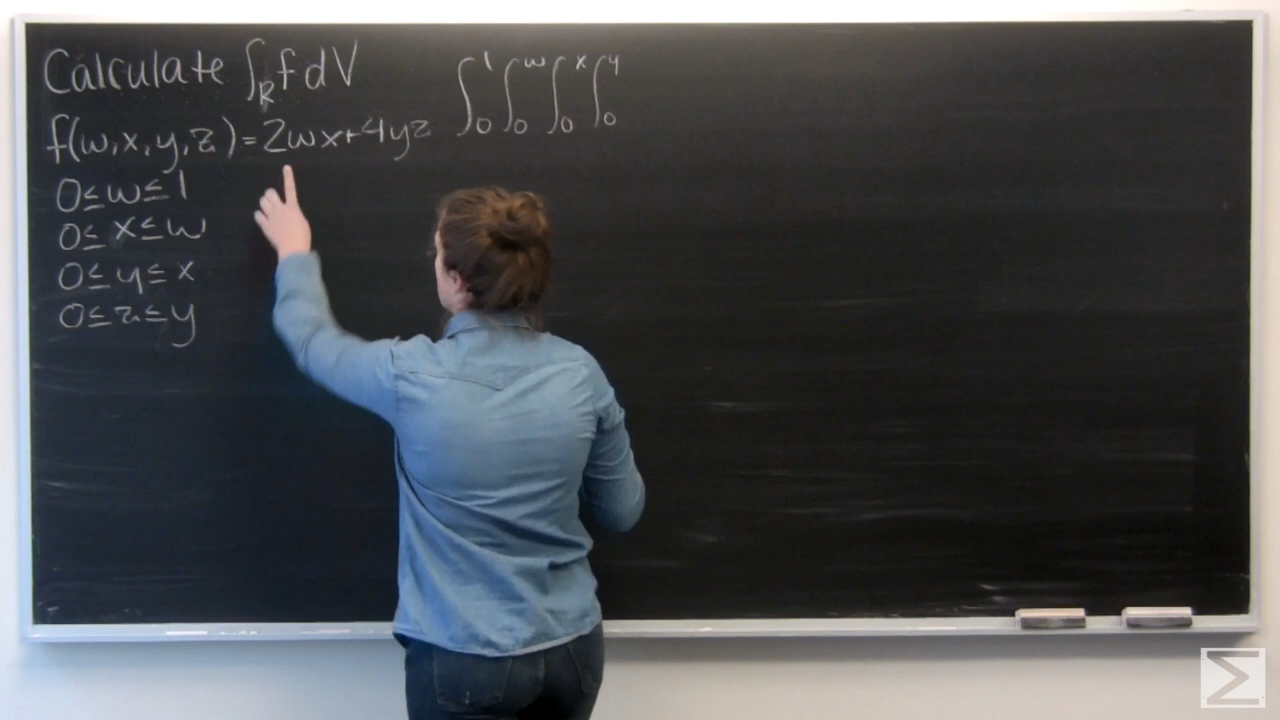 Calculate ∫_R f dV
f(w,x,y,z)=2wx+4yz
0≤w≤1
0≤x≤w
0≤y≤x
0≤z≤y
∫_0^1 ∫_0^w ∫_0^x ∫_0^y
Σ